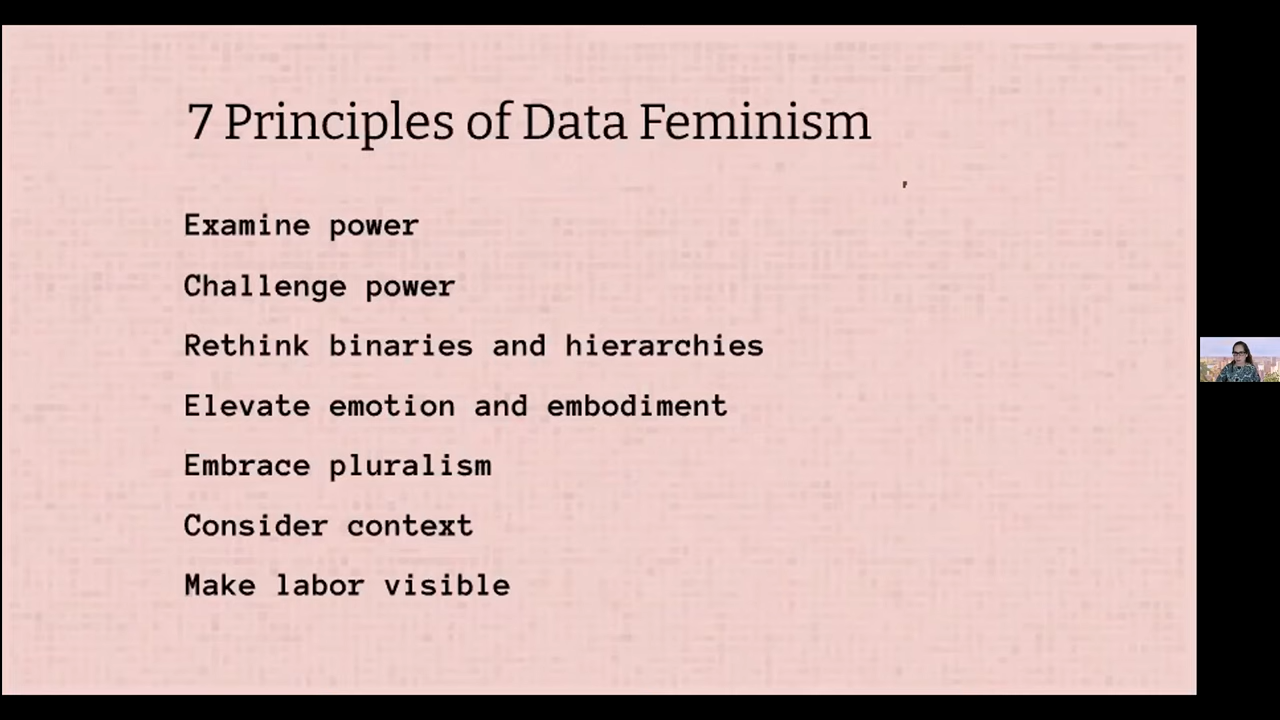 7 Principles of Data Feminism
Examine power
Challenge power
Rethink binaries and hierarchies
Elevate emotion and embodiment
Embrace pluralism
Consider context
Make labor visible